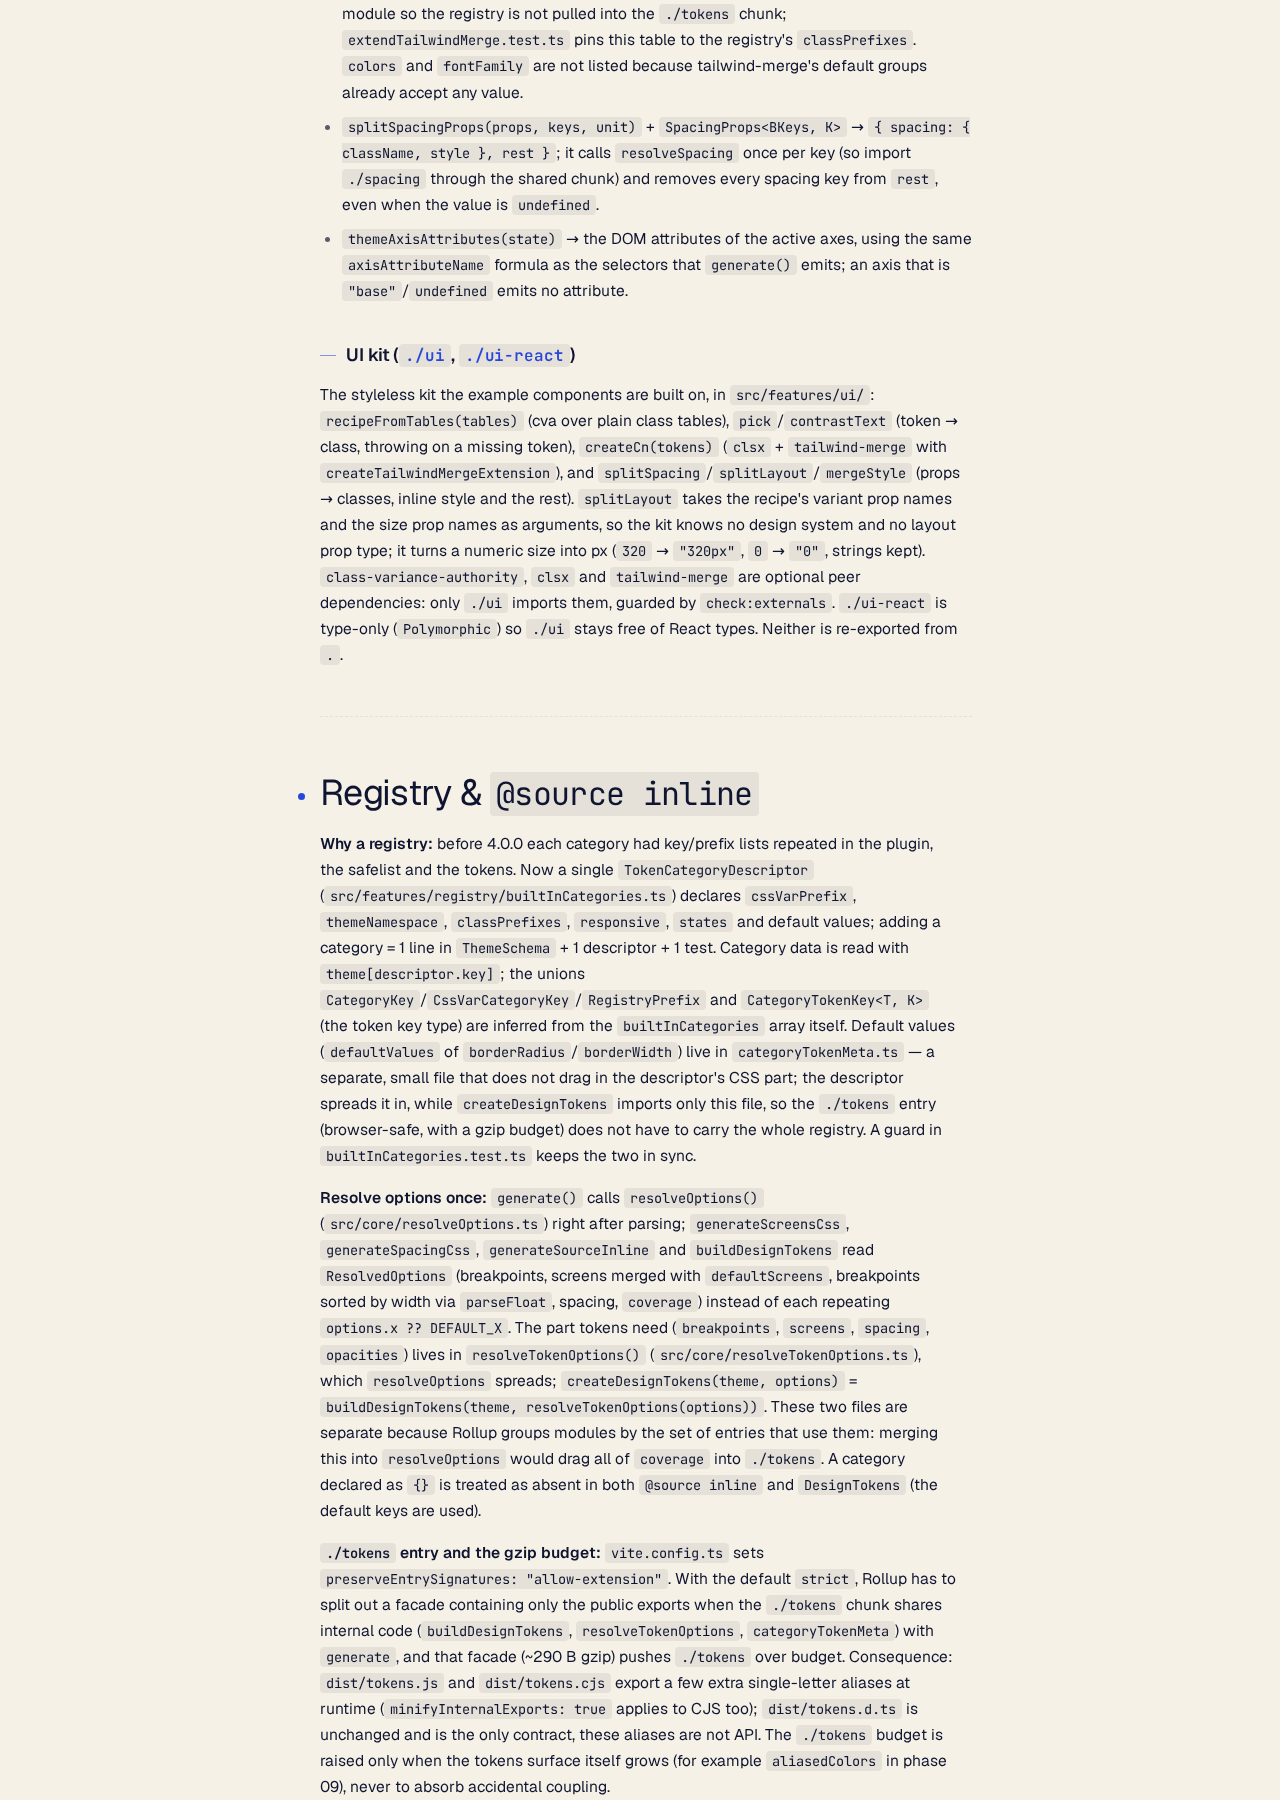 module so the registry is not pulled into the ./tokens chunk;
extendTailwindMerge.test.ts pins this table to the registry's classPrefixes.
colors and fontFamily are not listed because tailwind-merge's default groups
already accept any value.
• splitSpacingProps(props, keys, unit) + SpacingProps<BKeys, K> → { spacing: {
className, style }, rest }; it calls resolveSpacing once per key (so import
./spacing through the shared chunk) and removes every spacing key from rest,
even when the value is undefined.
• themeAxisAttributes(state) → the DOM attributes of the active axes, using the same
axisAttributeName formula as the selectors that generate() emits; an axis that is
"base"/undefined emits no attribute.
— UI kit (./ui, ./ui-react)
The styleless kit the example components are built on, in src/features/ui/:
recipeFromTables(tables) (cva over plain class tables), pick/contrastText (token →
class, throwing on a missing token), createCn(tokens) (clsx + tailwind-merge with
createTailwindMergeExtension), and splitSpacing/splitLayout/mergeStyle (props
→ classes, inline style and the rest). splitLayout takes the recipe's variant prop names
and the size prop names as arguments, so the kit knows no design system and no layout
prop type; it turns a numeric size into px (320 → "320px", 0 → "0", strings kept).
class-variance-authority, clsx and tailwind-merge are optional peer
dependencies: only ./ui imports them, guarded by check:externals. ./ui-react is
type-only (Polymorphic) so ./ui stays free of React types. Neither is re-exported from
. .
• Registry & @source inline
Why a registry: before 4.0.0 each category had key/prefix lists repeated in the plugin,
the safelist and the tokens. Now a single TokenCategoryDescriptor
(src/features/registry/builtInCategories.ts) declares cssVarPrefix,
themeNamespace, classPrefixes, responsive, states and default values; adding a
category = 1 line in ThemeSchema + 1 descriptor + 1 test. Category data is read with
theme[descriptor.key]; the unions
CategoryKey/CssVarCategoryKey/RegistryPrefix and CategoryTokenKey<T, K>
(the token key type) are inferred from the builtInCategories array itself. Default values
(defaultValues of borderRadius/borderWidth) live in categoryTokenMeta.ts — a
separate, small file that does not drag in the descriptor's CSS part; the descriptor
spreads it in, while createDesignTokens imports only this file, so the ./tokens entry
(browser-safe, with a gzip budget) does not have to carry the whole registry. A guard in
builtInCategories.test.ts keeps the two in sync.
Resolve options once: generate() calls resolveOptions()
(src/core/resolveOptions.ts) right after parsing; generateScreensCss,
generateSpacingCss, generateSourceInline and buildDesignTokens read
ResolvedOptions (breakpoints, screens merged with defaultScreens, breakpoints
sorted by width via parseFloat, spacing, coverage) instead of each repeating
options.x ?? DEFAULT_X. The part tokens need (breakpoints, screens, spacing,
opacities) lives in resolveTokenOptions() (src/core/resolveTokenOptions.ts),
which resolveOptions spreads; createDesignTokens(theme, options) =
buildDesignTokens(theme, resolveTokenOptions(options)). These two files are
separate because Rollup groups modules by the set of entries that use them: merging
this into resolveOptions would drag all of coverage into ./tokens. A category
declared as {} is treated as absent in both @source inline and DesignTokens (the
default keys are used).
./tokens entry and the gzip budget: vite.config.ts sets
preserveEntrySignatures: "allow-extension". With the default strict, Rollup has to
split out a facade containing only the public exports when the ./tokens chunk shares
internal code (buildDesignTokens, resolveTokenOptions, categoryTokenMeta) with
generate, and that facade (~290 B gzip) pushes ./tokens over budget. Consequence:
dist/tokens.js and dist/tokens.cjs export a few extra single-letter aliases at
runtime (minifyInternalExports: true applies to CJS too); dist/tokens.d.ts is
unchanged and is the only contract, these aliases are not API. The ./tokens budget is
raised only when the tokens surface itself grows (for example aliasedColors in phase
09), never to absorb accidental coupling.